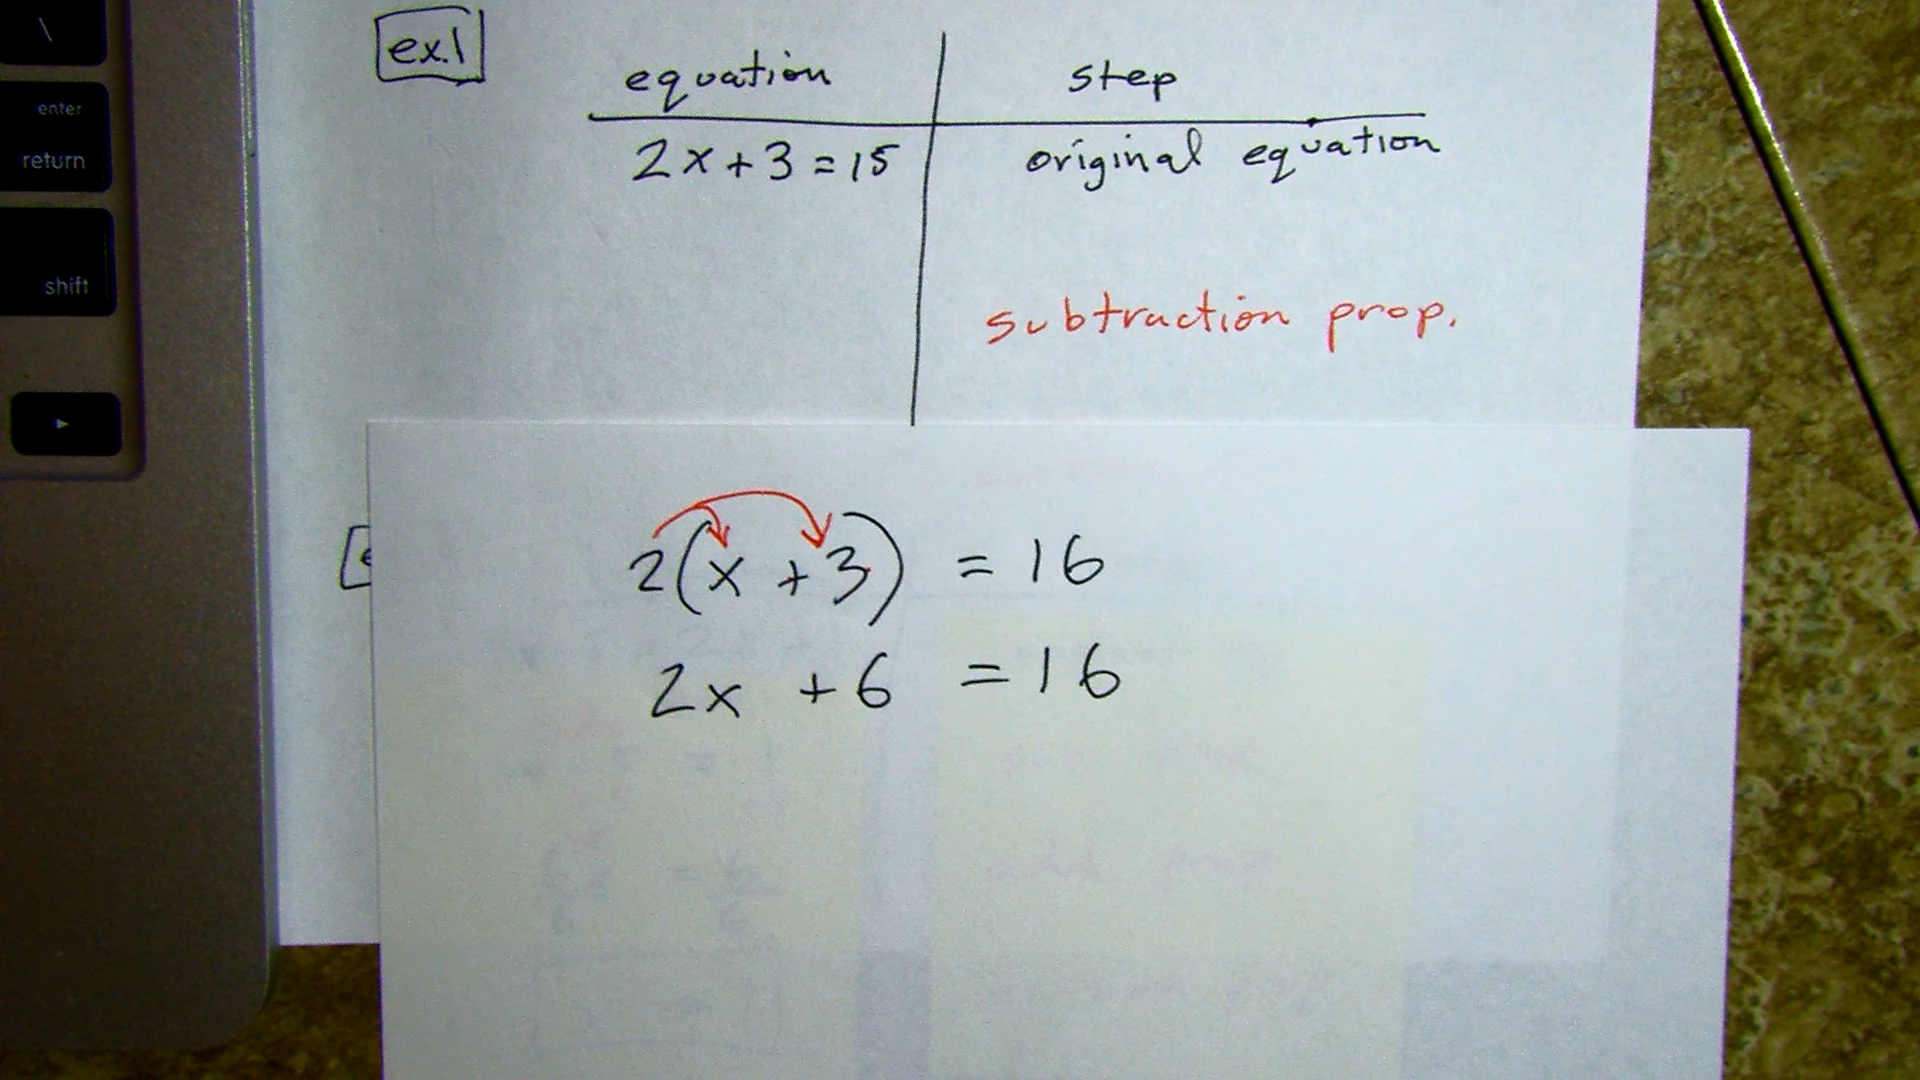 \
enter
return
shift
ex.1
equation step
2x+3=15 original equation
subtraction prop.
2(x+3) = 16
2x +6 = 16